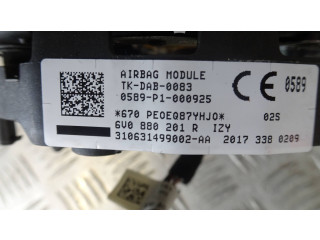 AIRBAG MODULE
TK-DAB-0083
0589-P1-000925
CE 0589
*670 PEOEQ87YHJO* 02S
6V0 880 201 R IZY
310631499002-AA 2017 338 0209